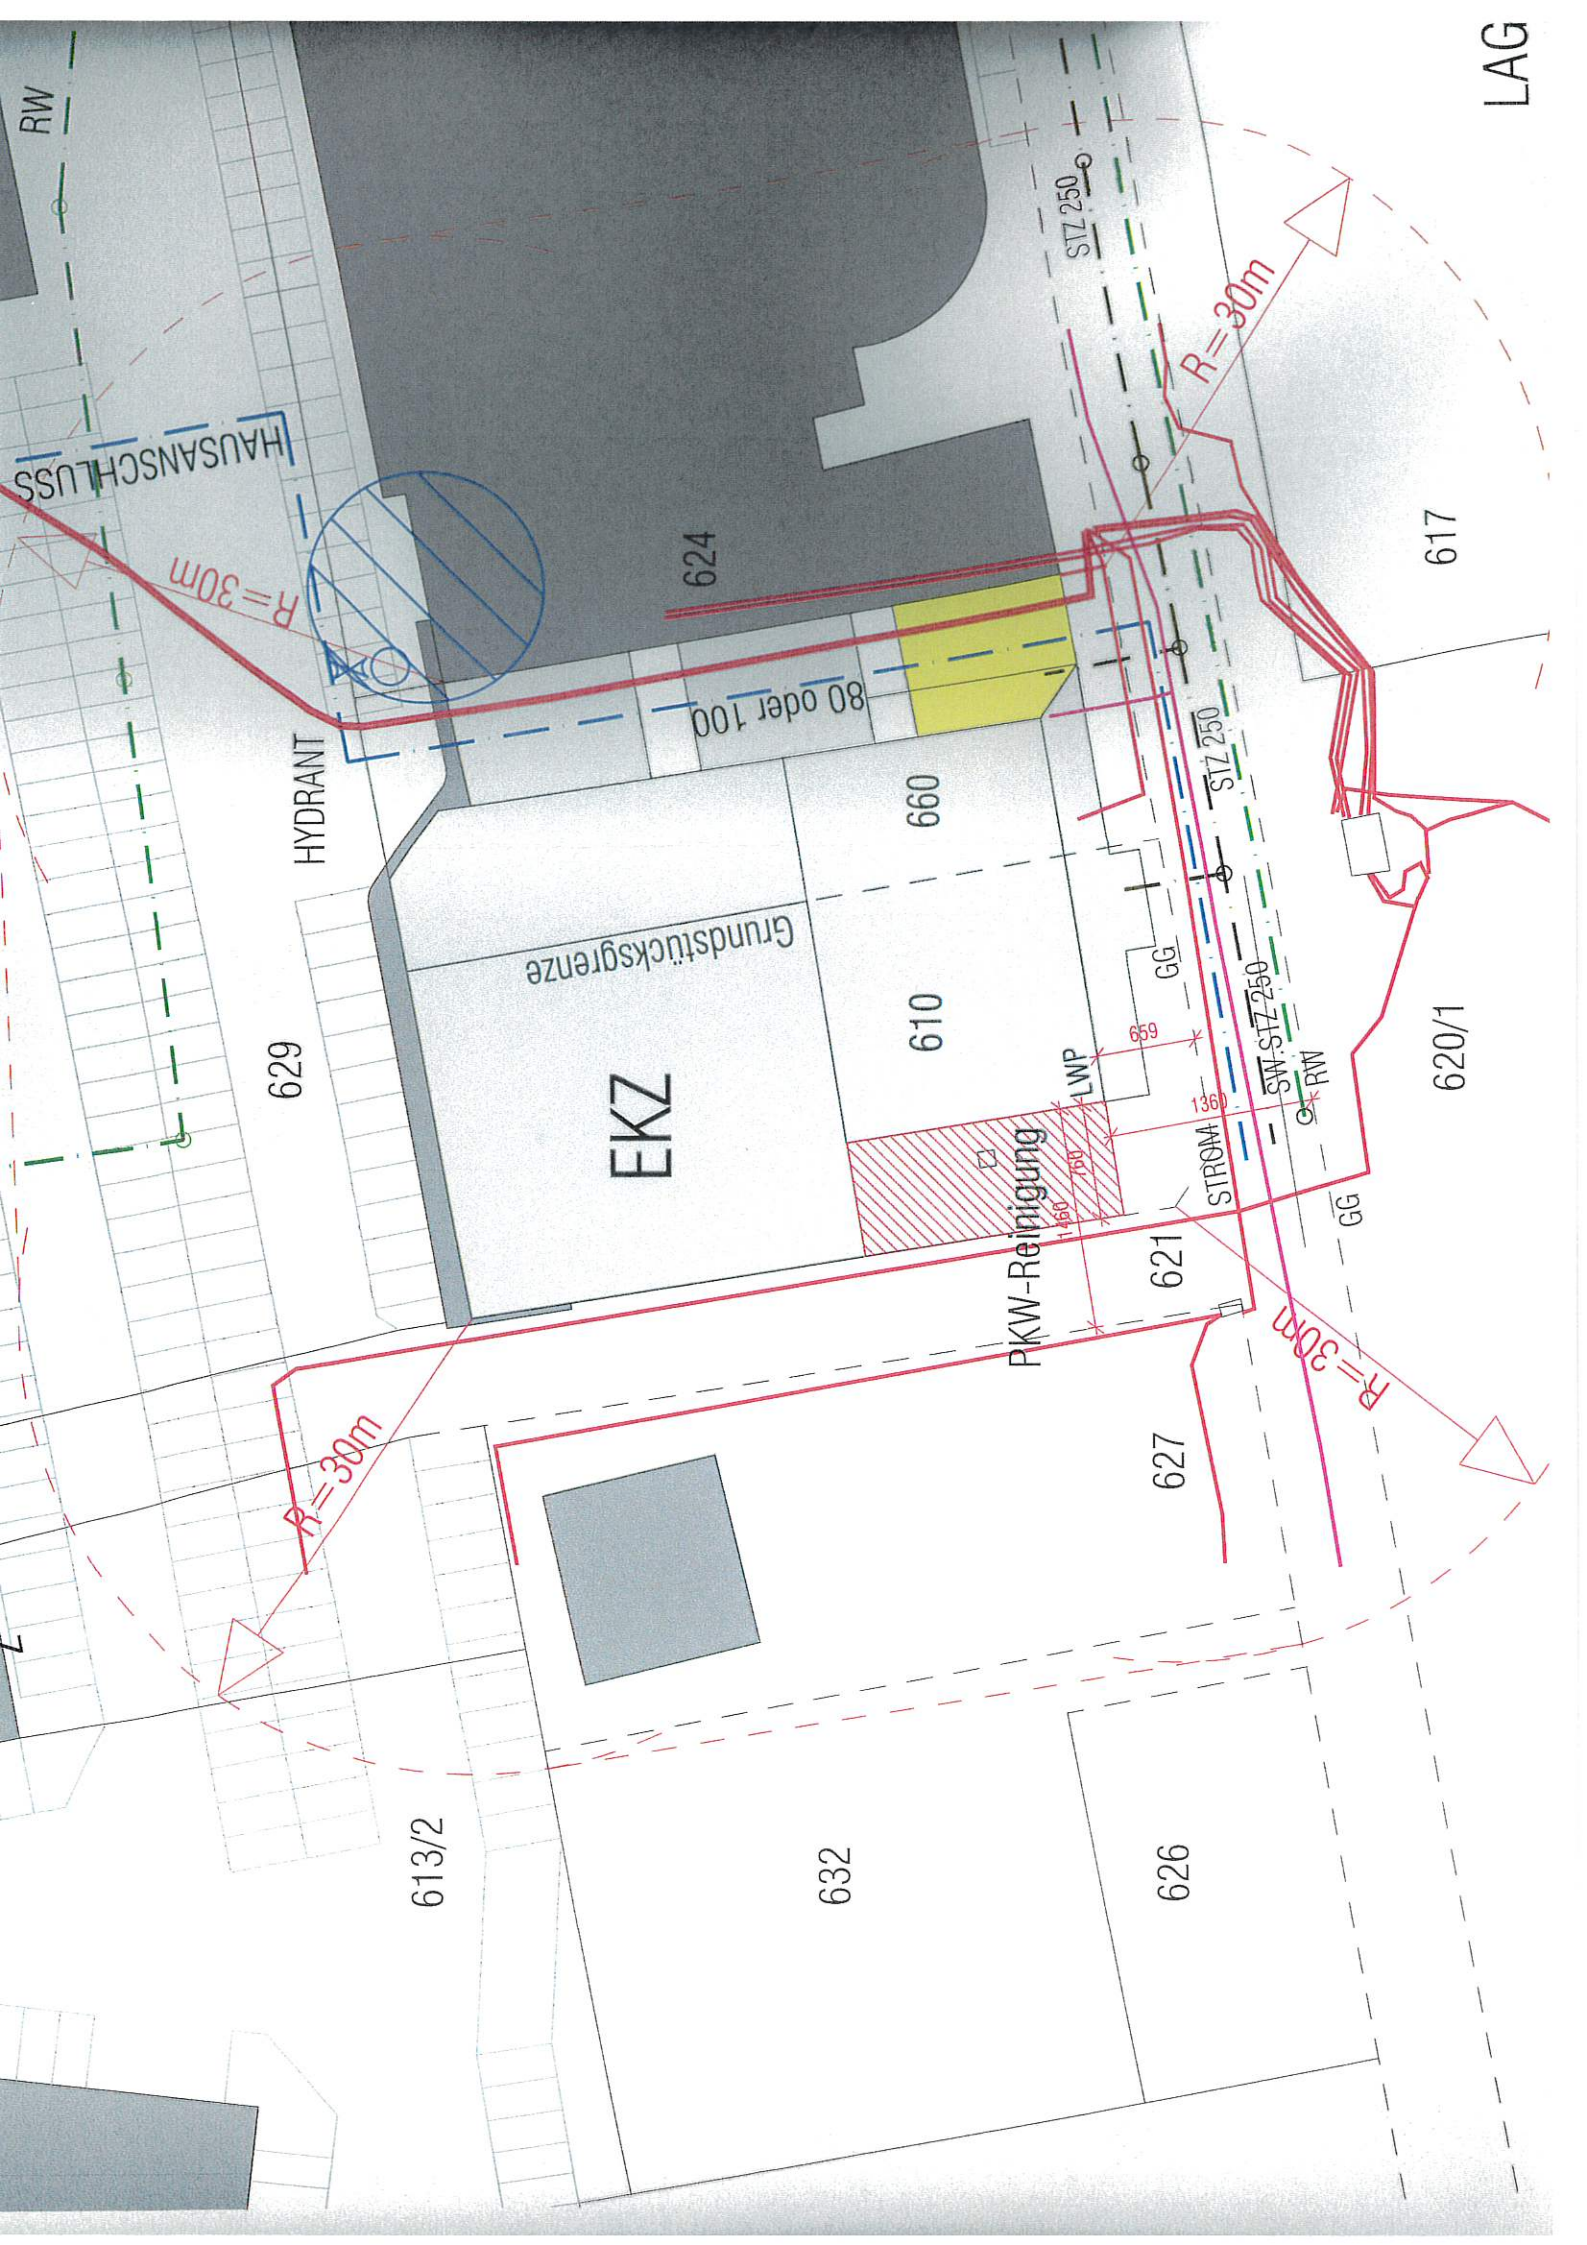 LAG
RW
HAUSANSCHLUSS
R=30m
HYDRANT
624
80 oder 100
STZ 250
R=30m
617
660
STZ 250
629
Grundstücksgrenze
EKZ
610
GG
659
LWP
SW.STZ 250
RW
620/1
1360
STROM
PKW-Reinigung
760
1460
621
GG
R=30m
R=30m
627
613/2
632
626